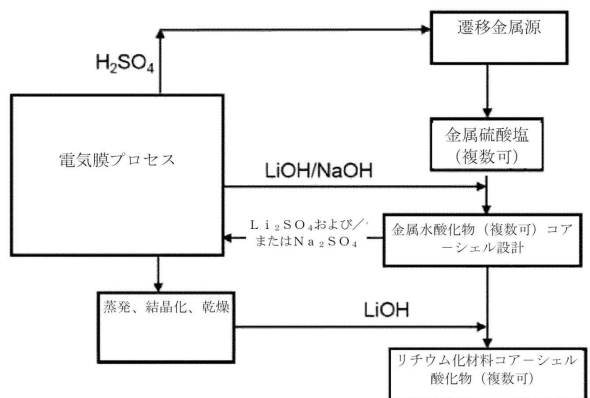 遷移金属源
H₂SO₄
金属硫酸塩
(複数可)
電気膜プロセス
LiOH/NaOH
Ｌｉ₂ＳＯ₄および／
またはＮａ₂ＳＯ₄
金属水酸化物（複数可）コア
－シェル設計
蒸発、結晶化、乾燥
LiOH
リチウム化材料コア－シェル
酸化物（複数可）